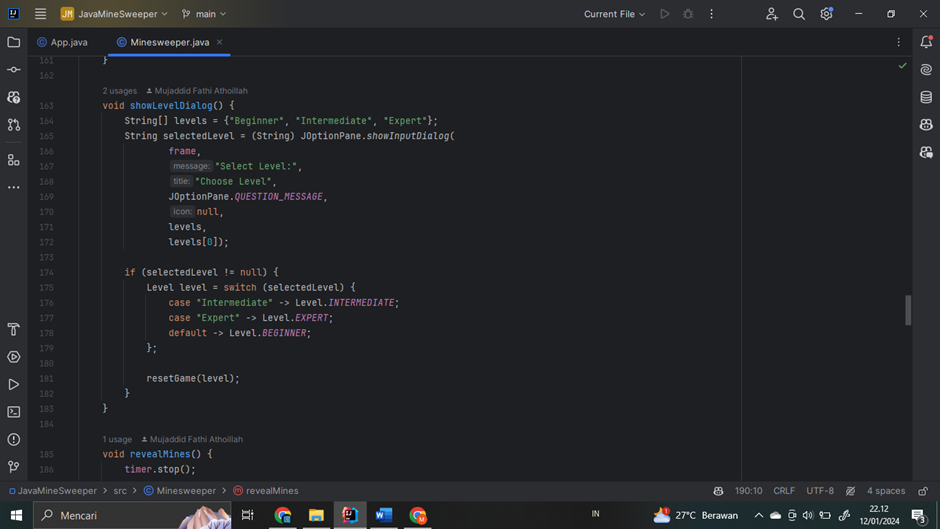 JM JavaMineSweeper main Current File
App.java Minesweeper.java
161 }
162
2 usages Mujaddid Fathi Athoillah
163 void showLevelDialog() {
164 String[] levels = {"Beginner", "Intermediate", "Expert"};
165 String selectedLevel = (String) JOptionPane.showInputDialog(
166 frame,
167 message: "Select Level:",
168 title: "Choose Level",
169 JOptionPane.QUESTION_MESSAGE,
170 icon: null,
171 levels,
172 levels[0]);
173
174 if (selectedLevel != null) {
175 Level level = switch (selectedLevel) {
176 case "Intermediate" -> Level.INTERMEDIATE;
177 case "Expert" -> Level.EXPERT;
178 default -> Level.BEGINNER;
179 };
180
181 resetGame(level);
182 }
183 }
184
1 usage Mujaddid Fathi Athoillah
185 void revealMines() {
186 timer.stop();
JavaMineSweeper > src > Minesweeper > revealMines 190:10 CRLF UTF-8 4 spaces
Mencari IN 27°C Berawan 22.12
12/01/2024 3